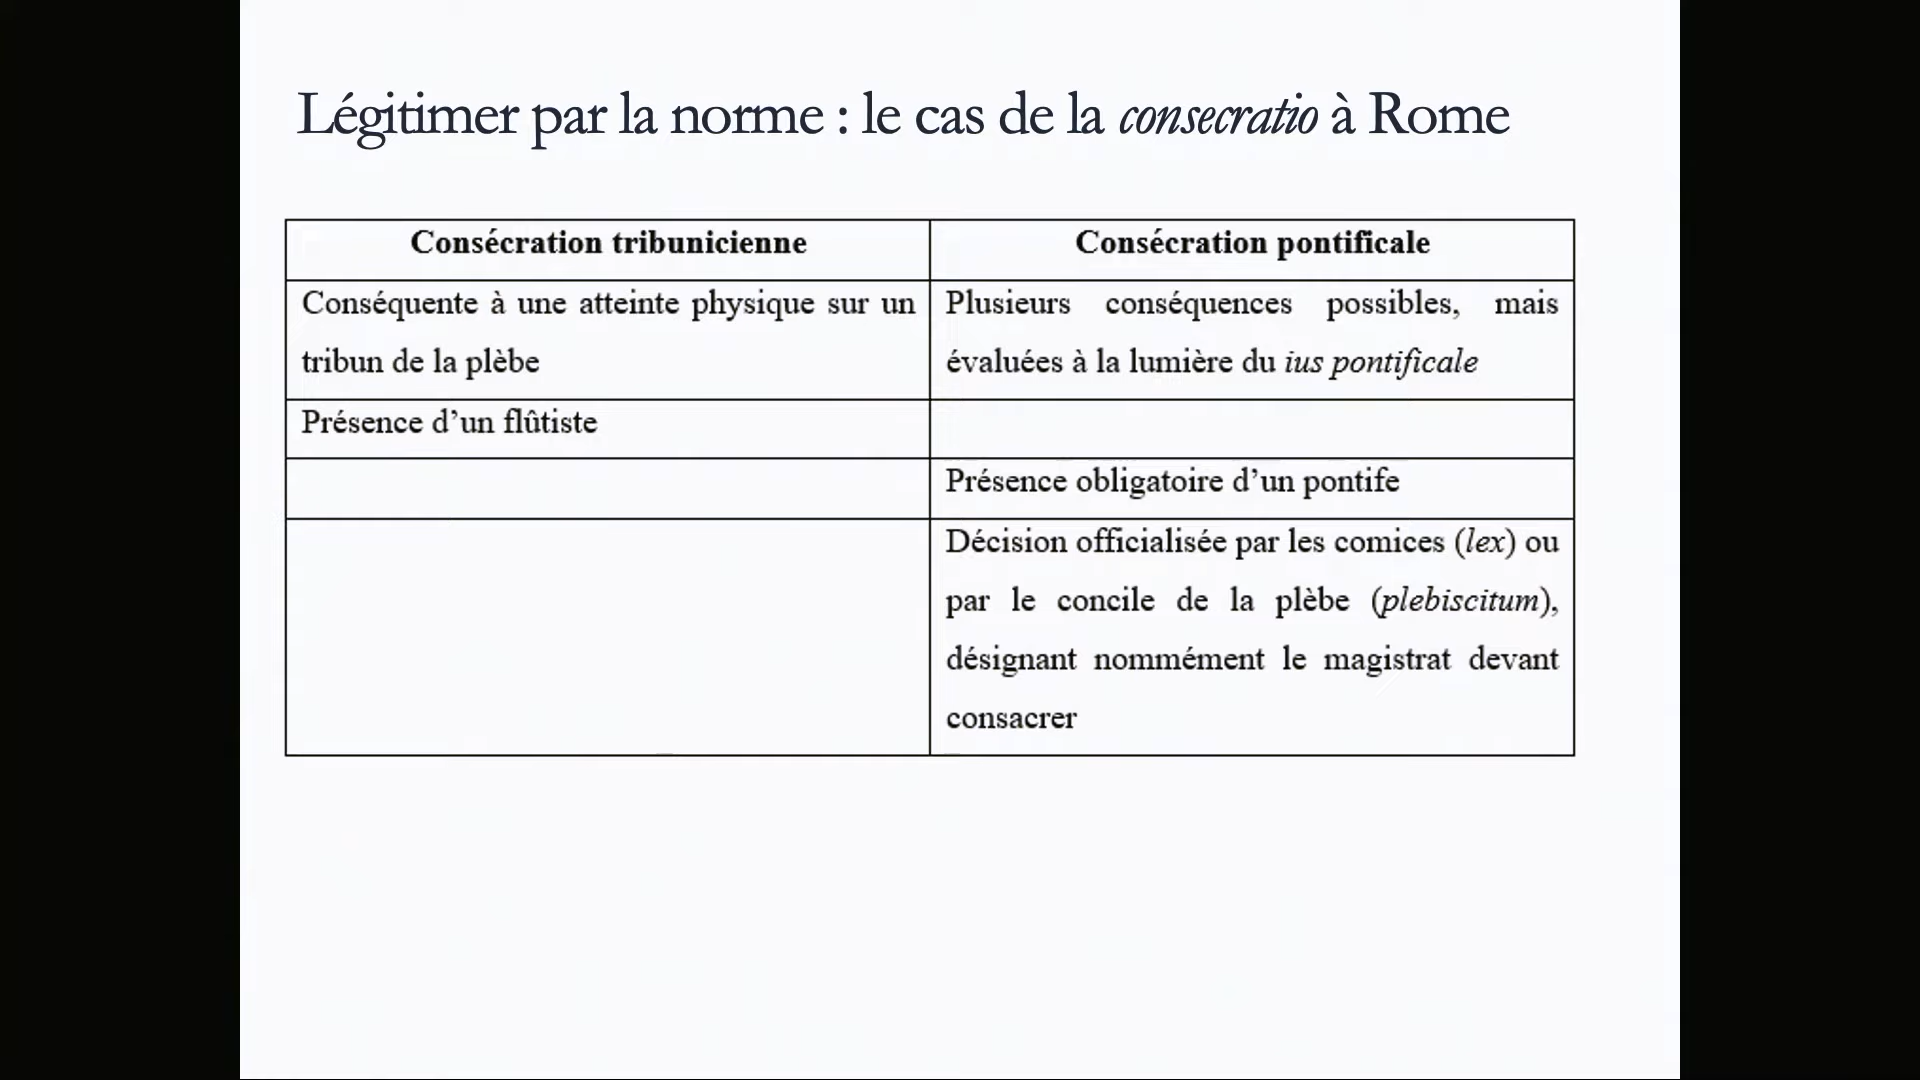 Légitimer par la norme : le cas de la consecratio à Rome
Consécration tribunicienne
Consécration pontificale
Conséquente à une atteinte physique sur un
tribun de la plèbe
Plusieurs conséquences possibles, mais
évaluées à la lumière du ius pontificale
Présence d’un flûtiste
Présence obligatoire d’un pontife
Décision officialisée par les comices (lex) ou
par le concile de la plèbe (plebiscitum),
désignant nommément le magistrat devant
consacrer